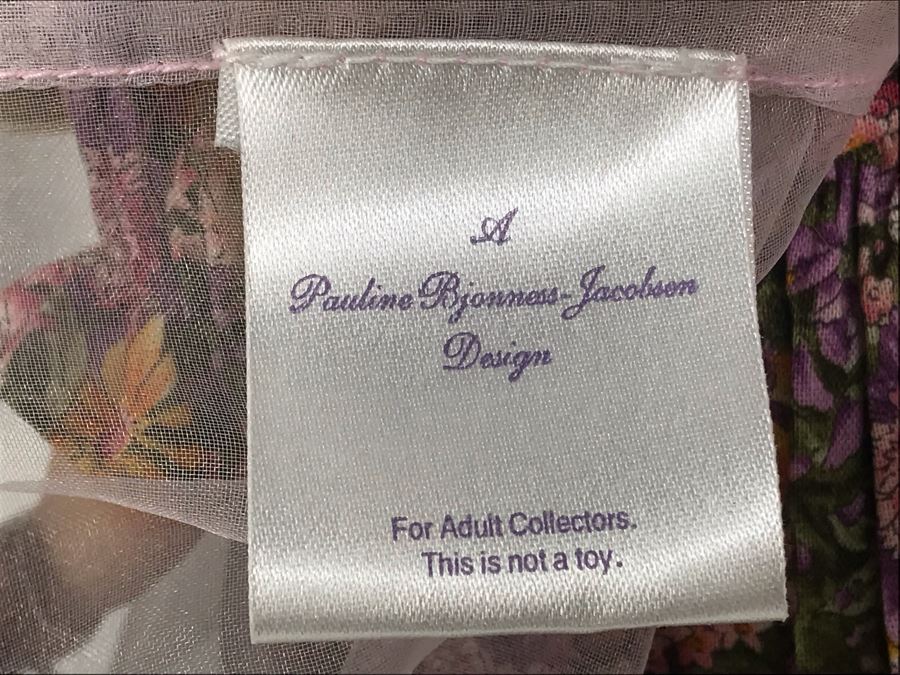 A
Pauline Bjonness-Jacobsen
Design
For Adult Collectors.
This is not a toy.